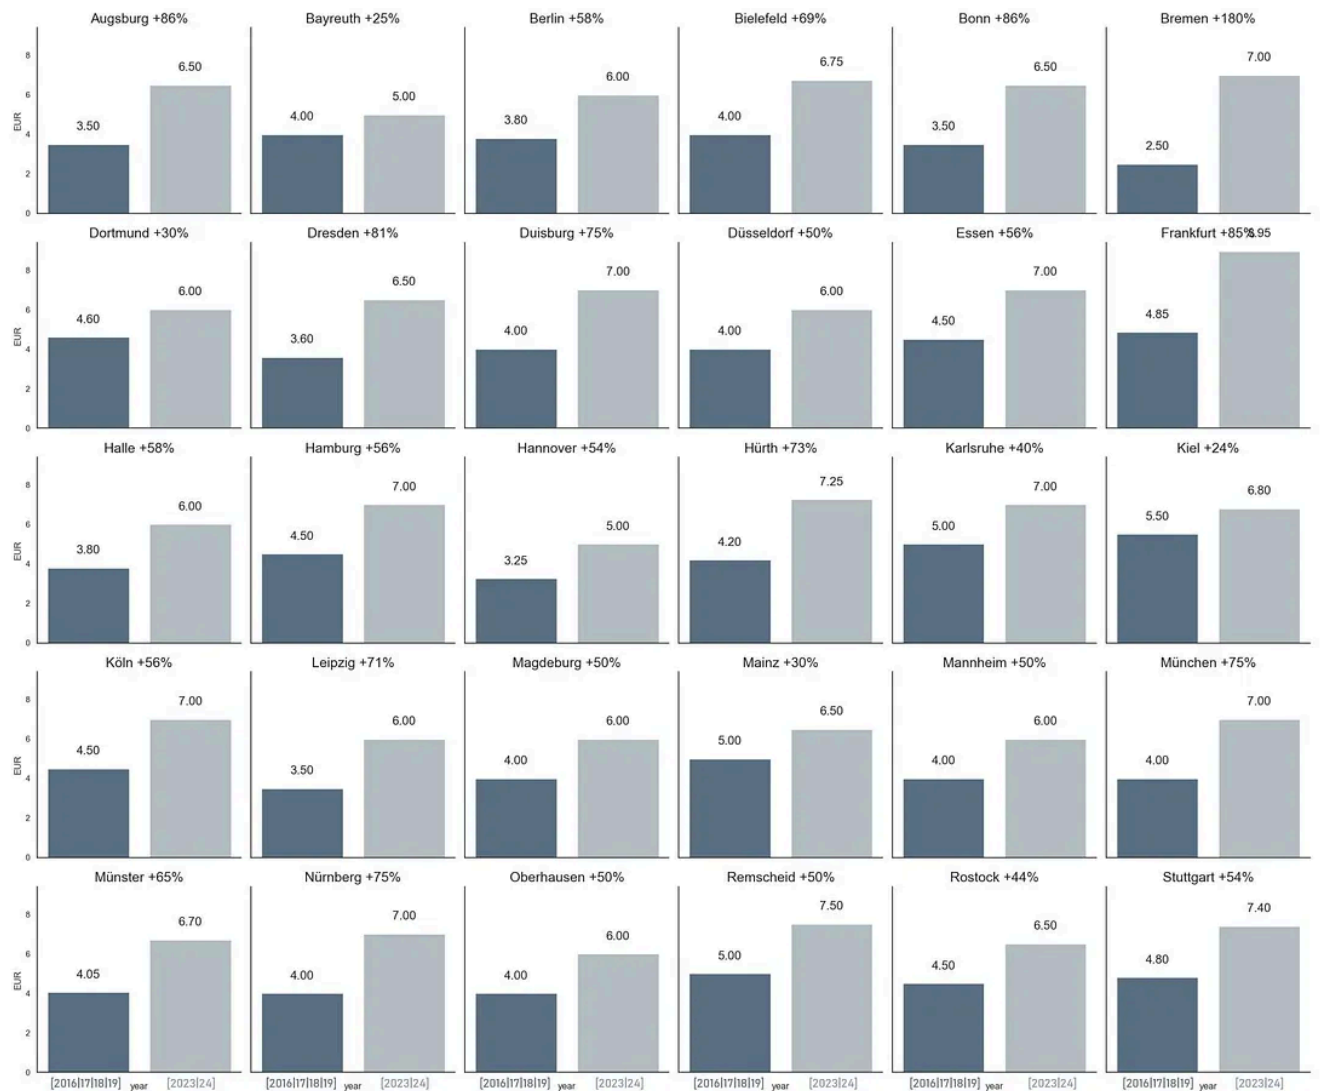 Augsburg +86% Bayreuth +25% Berlin +58% Bielefeld +69% Bonn +86% Bremen +180%
8
6
4
2
0
EUR
3.50 6.50 4.00 5.00 3.80 6.00 4.00 6.75 3.50 6.50 2.50 7.00
Dortmund +30% Dresden +81% Duisburg +75% Düsseldorf +50% Essen +56% Frankfurt +85%
8
6
4
2
0
EUR
4.60 6.00 3.60 6.50 4.00 7.00 4.00 6.00 4.50 7.00 4.85 8.95
Halle +58% Hamburg +56% Hannover +54% Hürth +73% Karlsruhe +40% Kiel +24%
8
6
4
2
0
EUR
3.80 6.00 4.50 7.00 3.25 5.00 4.20 7.25 5.00 7.00 5.50 6.80
Köln +56% Leipzig +71% Magdeburg +50% Mainz +30% Mannheim +50% München +75%
8
6
4
2
0
EUR
4.50 7.00 3.50 6.00 4.00 6.00 5.00 6.50 4.00 6.00 4.00 7.00
Münster +65% Nürnberg +75% Oberhausen +50% Remscheid +50% Rostock +44% Stuttgart +54%
8
6
4
2
0
EUR
4.05 6.70 4.00 7.00 4.00 6.00 5.00 7.50 4.50 6.50 4.80 7.40
[2016|17|18|19] year [2023|24] [2016|17|18|19] year [2023|24] [2016|17|18|19] year [2023|24] [2016|17|18|19] year [2023|24] [2016|17|18|19] year [2023|24] [2016|17|18|19] year [2023|24]